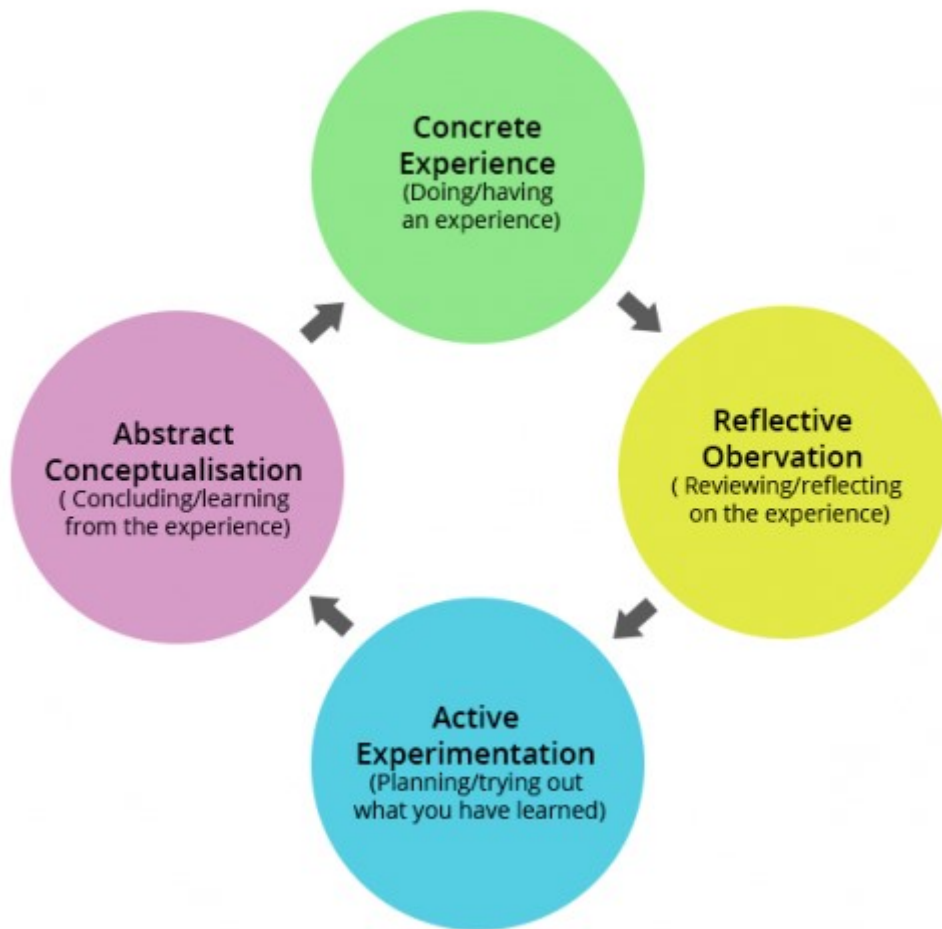 Concrete
Experience
(Doing/having
an experience)
Reflective
Obervation
( Reviewing/reflecting
on the experience)
Active
Experimentation
(Planning/trying out
what you have learned)
Abstract
Conceptualisation
( Concluding/learning
from the experience)